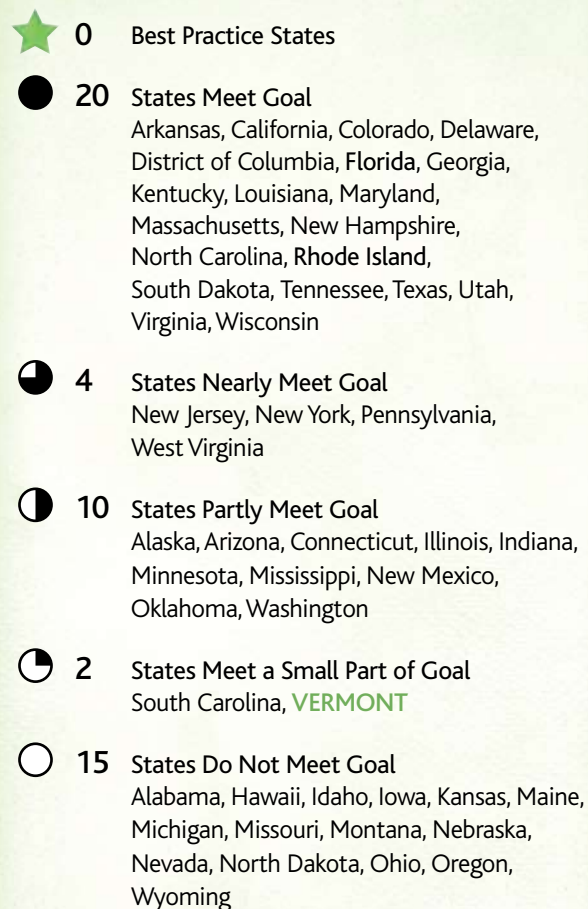 0 Best Practice States
20 States Meet Goal
Arkansas, California, Colorado, Delaware,
District of Columbia, Florida, Georgia,
Kentucky, Louisiana, Maryland,
Massachusetts, New Hampshire,
North Carolina, Rhode Island,
South Dakota, Tennessee, Texas, Utah,
Virginia, Wisconsin
4 States Nearly Meet Goal
New Jersey, New York, Pennsylvania,
West Virginia
10 States Partly Meet Goal
Alaska, Arizona, Connecticut, Illinois, Indiana,
Minnesota, Mississippi, New Mexico,
Oklahoma, Washington
2 States Meet a Small Part of Goal
South Carolina, VERMONT
15 States Do Not Meet Goal
Alabama, Hawaii, Idaho, Iowa, Kansas, Maine,
Michigan, Missouri, Montana, Nebraska,
Nevada, North Dakota, Ohio, Oregon,
Wyoming